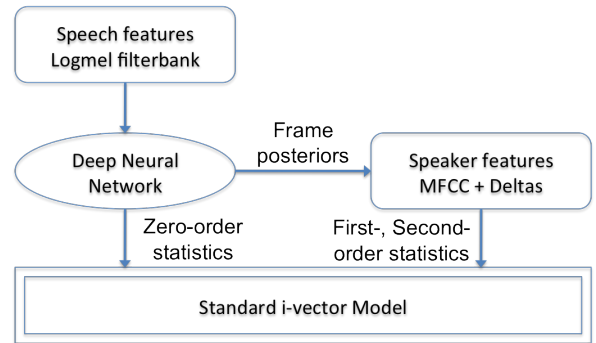 Speech features
Logmel filterbank
Frame
posteriors
Deep Neural
Network
Speaker features
MFCC + Deltas
Zero-order
statistics
First-, Second-
order statistics
Standard i-vector Model